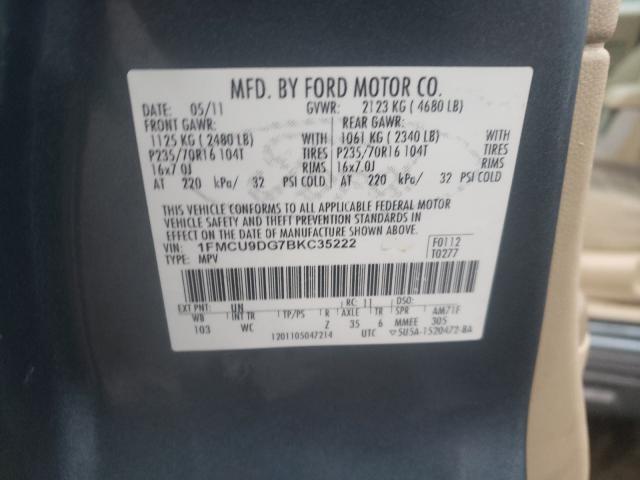 MFD. BY FORD MOTOR CO.
DATE: 05/11 GVWR: 2123 KG ( 4680 LB)
FRONT GAWR: REAR GAWR:
1125 KG ( 2480 LB) WITH 1061 KG ( 2340 LB) WITH
P235/70R16 104T TIRES P235/70R16 104T TIRES
16x7.0J RIMS 16x7.0J RIMS
AT 220 kPa/ 32 PSI COLD AT 220 kPa/ 32 PSI COLD
THIS VEHICLE CONFORMS TO ALL APPLICABLE FEDERAL MOTOR
VEHICLE SAFETY AND THEFT PREVENTION STANDARDS IN
EFFECT ON THE DATE OF MANUFACTURE SHOWN ABOVE.
VIN: 1FMCU9DG7BKC35222 F0112
TYPE: MPV T0277
EXT PNT: UN RC: 11 DSO:
WB INT TR TP/PS R AXLE TR SPR AM71F
103 WC Z 35 6 MMEE 305
1201105047214 UTC 5U5A-1520472-BA